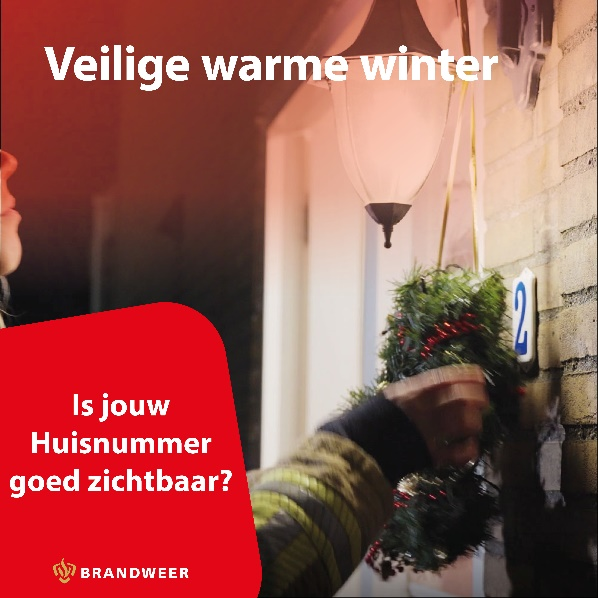 Veilige warme winter
2
Is jouw
Huisnummer
goed zichtbaar?
BRANDWEER